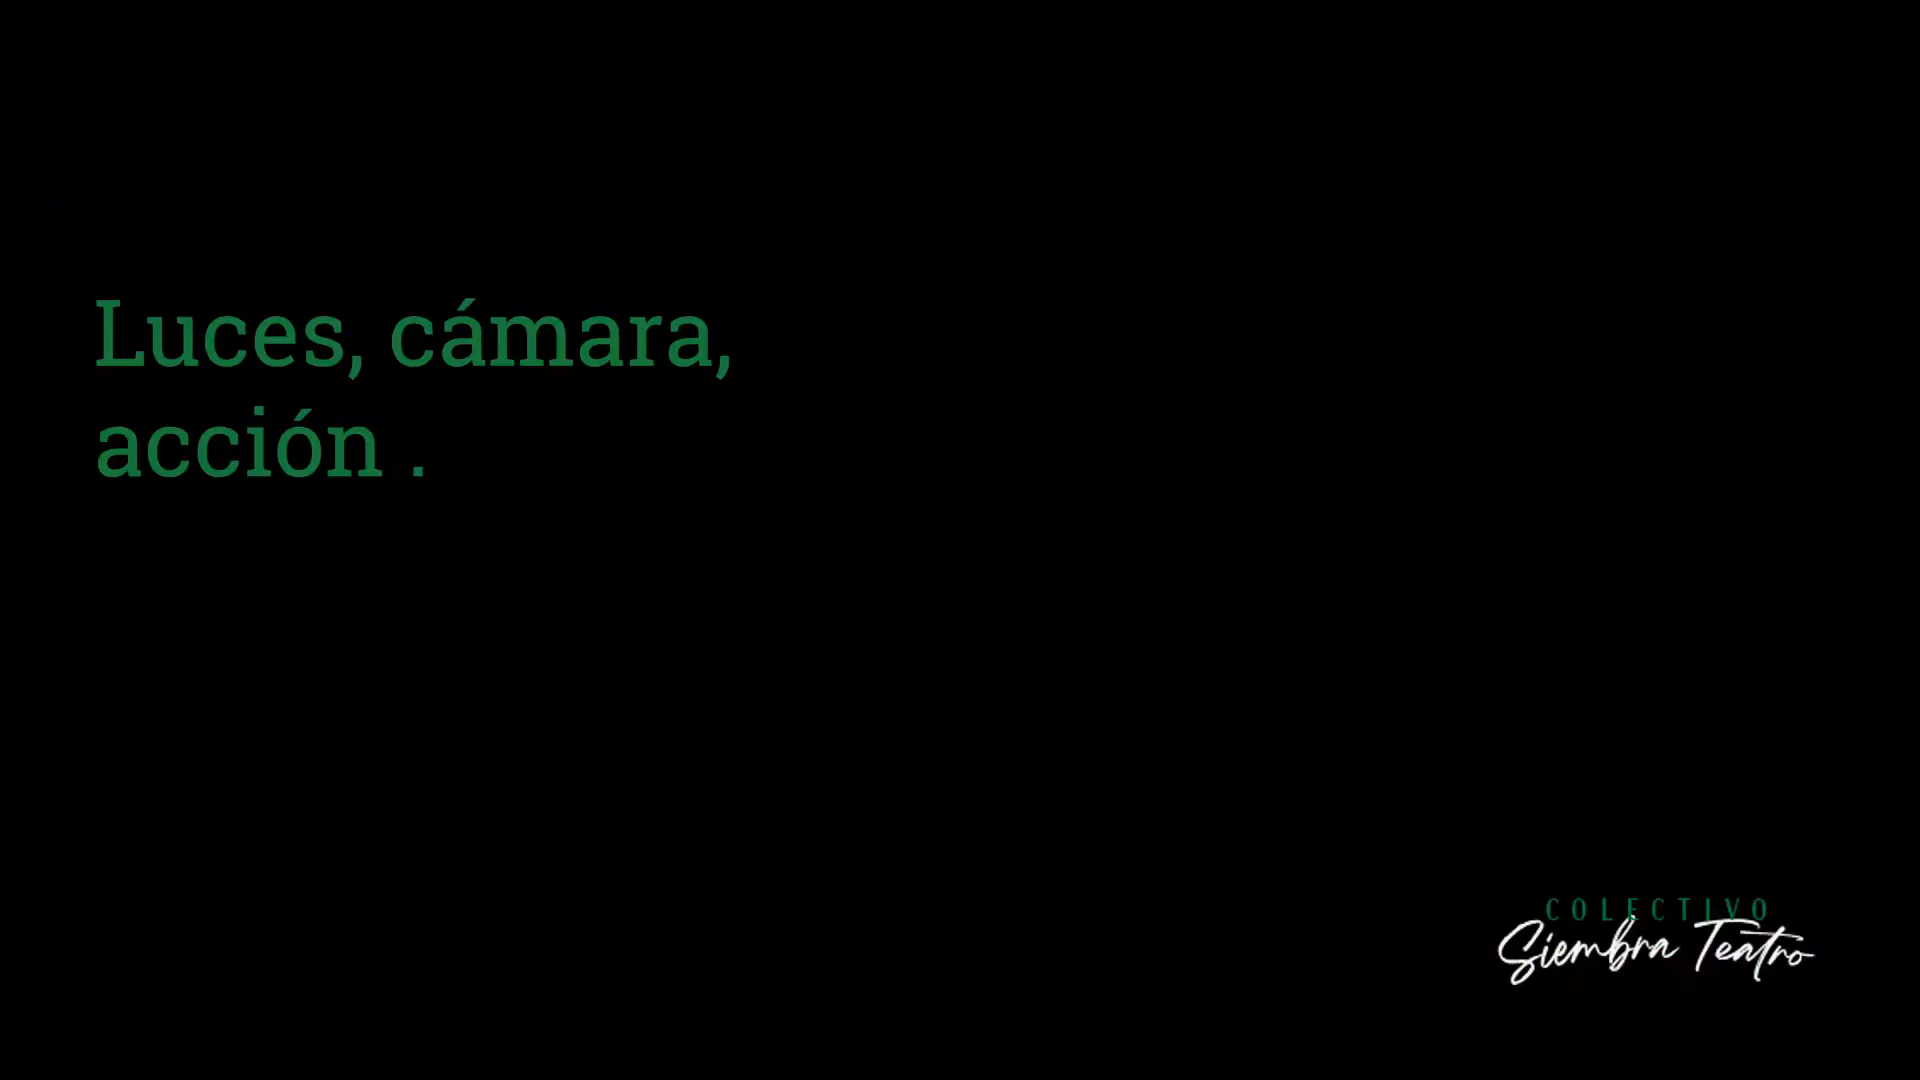 Luces, cámara,
acción .
COLECTIVO
Siembra Teatro